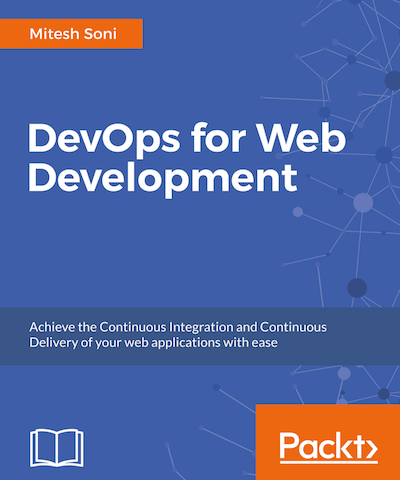 Mitesh Soni
DevOps for Web
Development
Achieve the Continuous Integration and Continuous
Delivery of your web applications with ease
Packt>